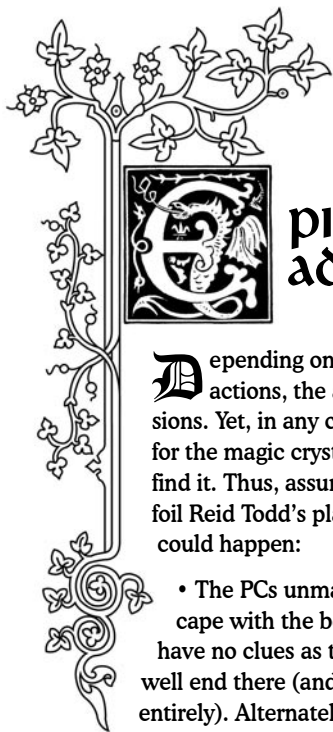 Epi
ad
Depending on
actions, the a
sions. Yet, in any c
for the magic cryst
find it. Thus, assur
foil Reid Todd's pla
could happen:
• The PCs unma
cape with the b
have no clues as t
well end there (and
entirely). Alternatel